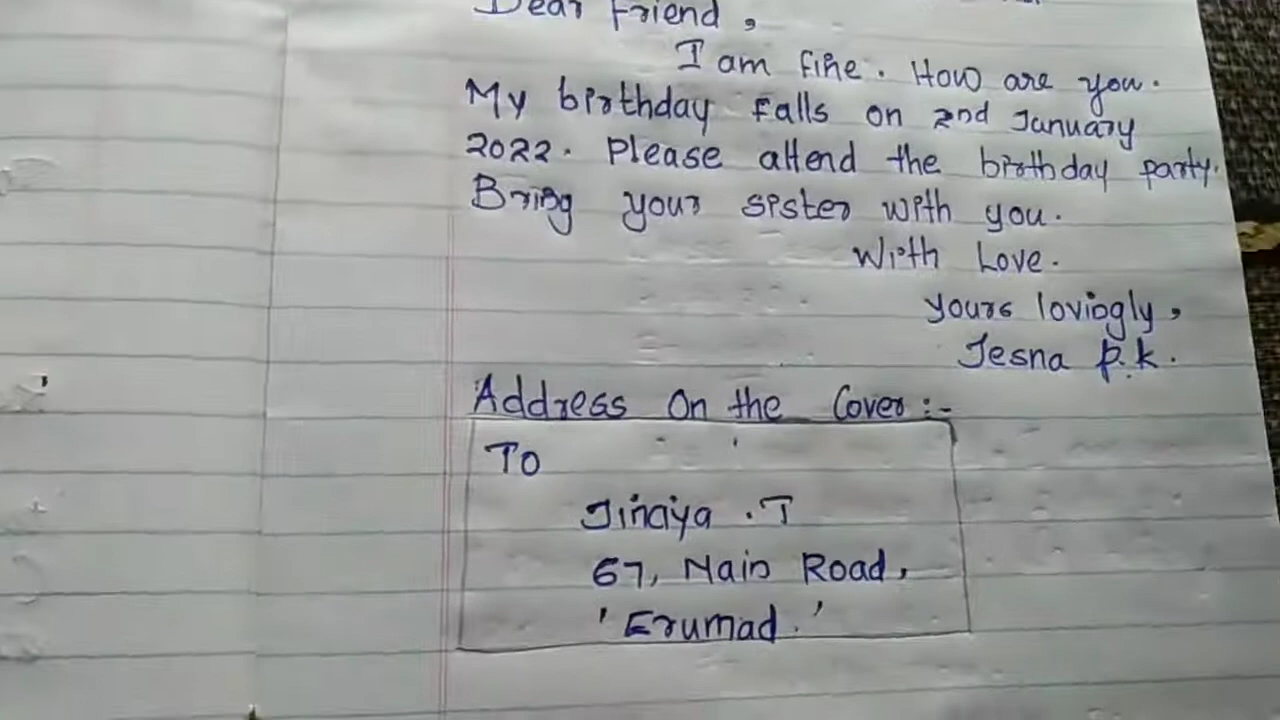 Dear Friend,
I am fine. How are you.
My birthday falls on 2nd January
2022. Please attend the birthday party.
Bring your sister with you.
With Love.
yours lovingly,
Jesna P.K.
Address On the Cover:-
To
Jinciya . T
67, Main Road,
'Erumad.'